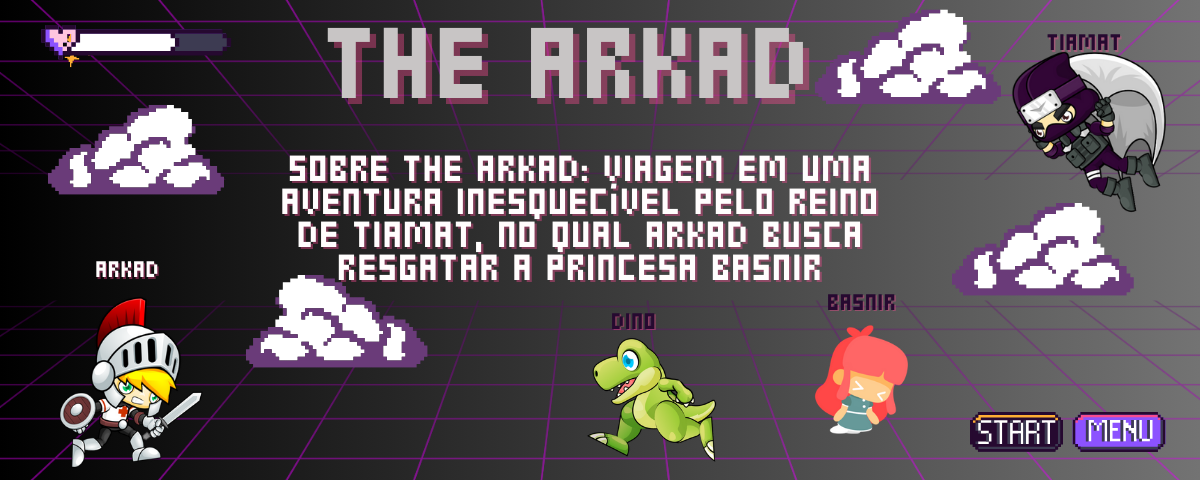 THE ARKAD
TIAMAT
SOBRE THE ARKAD: VIAGEM EM UMA
AVENTURA INESQUECÍVEL PELO REINO
DE TIAMAT, NO QUAL ARKAD BUSCA
RESGATAR A PRINCESA BASNIR
ARKAD
DINO
BASNIR
START
MENU